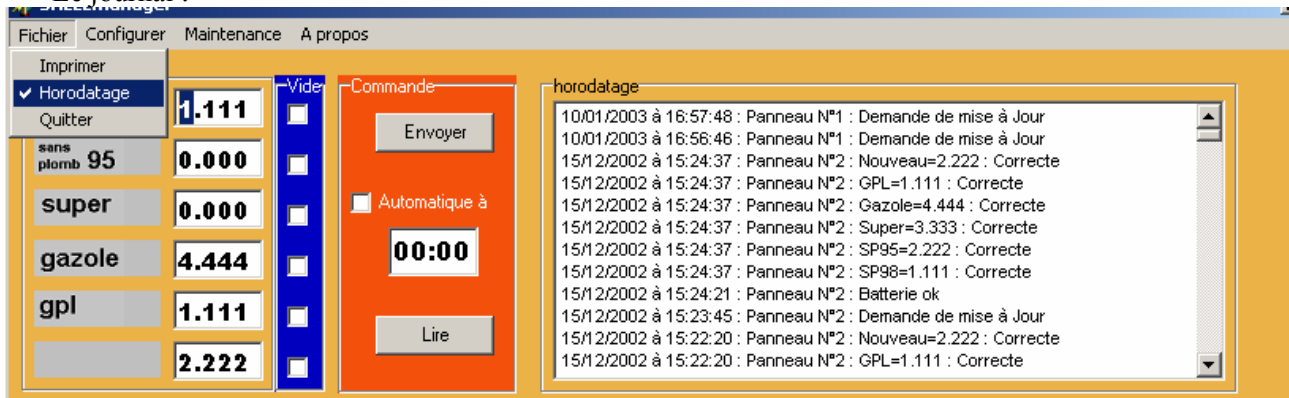 Fichier Configurer Maintenance A propos
Imprimer
Horodatage
Quitter
1.111
sans plomb 95
0.000
super
0.000
gazole
4.444
gpl
1.111
2.222
Vide
Commande
Envoyer
Automatique à
00:00
Lire
horodatage
10/01/2003 à 16:57:48 : Panneau N°1 : Demande de mise à Jour
10/01/2003 à 16:56:46 : Panneau N°1 : Demande de mise à Jour
15/12/2002 à 15:24:37 : Panneau N°2 : Nouveau=2.222 : Correcte
15/12/2002 à 15:24:37 : Panneau N°2 : GPL=1.111 : Correcte
15/12/2002 à 15:24:37 : Panneau N°2 : Gazole=4.444 : Correcte
15/12/2002 à 15:24:37 : Panneau N°2 : Super=3.333 : Correcte
15/12/2002 à 15:24:37 : Panneau N°2 : SP95=2.222 : Correcte
15/12/2002 à 15:24:37 : Panneau N°2 : SP98=1.111 : Correcte
15/12/2002 à 15:24:21 : Panneau N°2 : Batterie ok
15/12/2002 à 15:23:45 : Panneau N°2 : Demande de mise à Jour
15/12/2002 à 15:22:20 : Panneau N°2 : Nouveau=2.222 : Correcte
15/12/2002 à 15:22:20 : Panneau N°2 : GPL=1.111 : Correcte